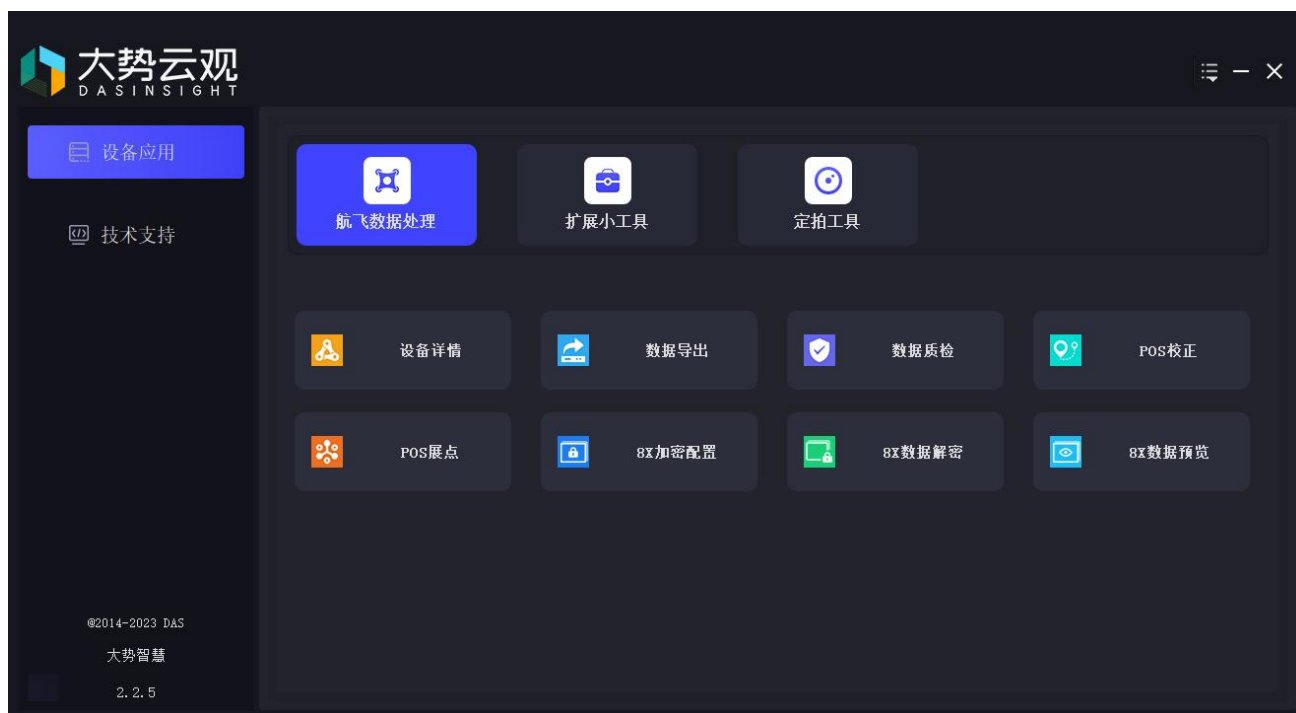 大势云观
DASINSIGHT
设备应用
技术支持
航飞数据处理
扩展小工具
定拍工具
设备详情
数据导出
数据质检
POS校正
POS展点
8X加密配置
8X数据解密
8X数据预览
@2014-2023 DAS
大势智慧
2.2.5